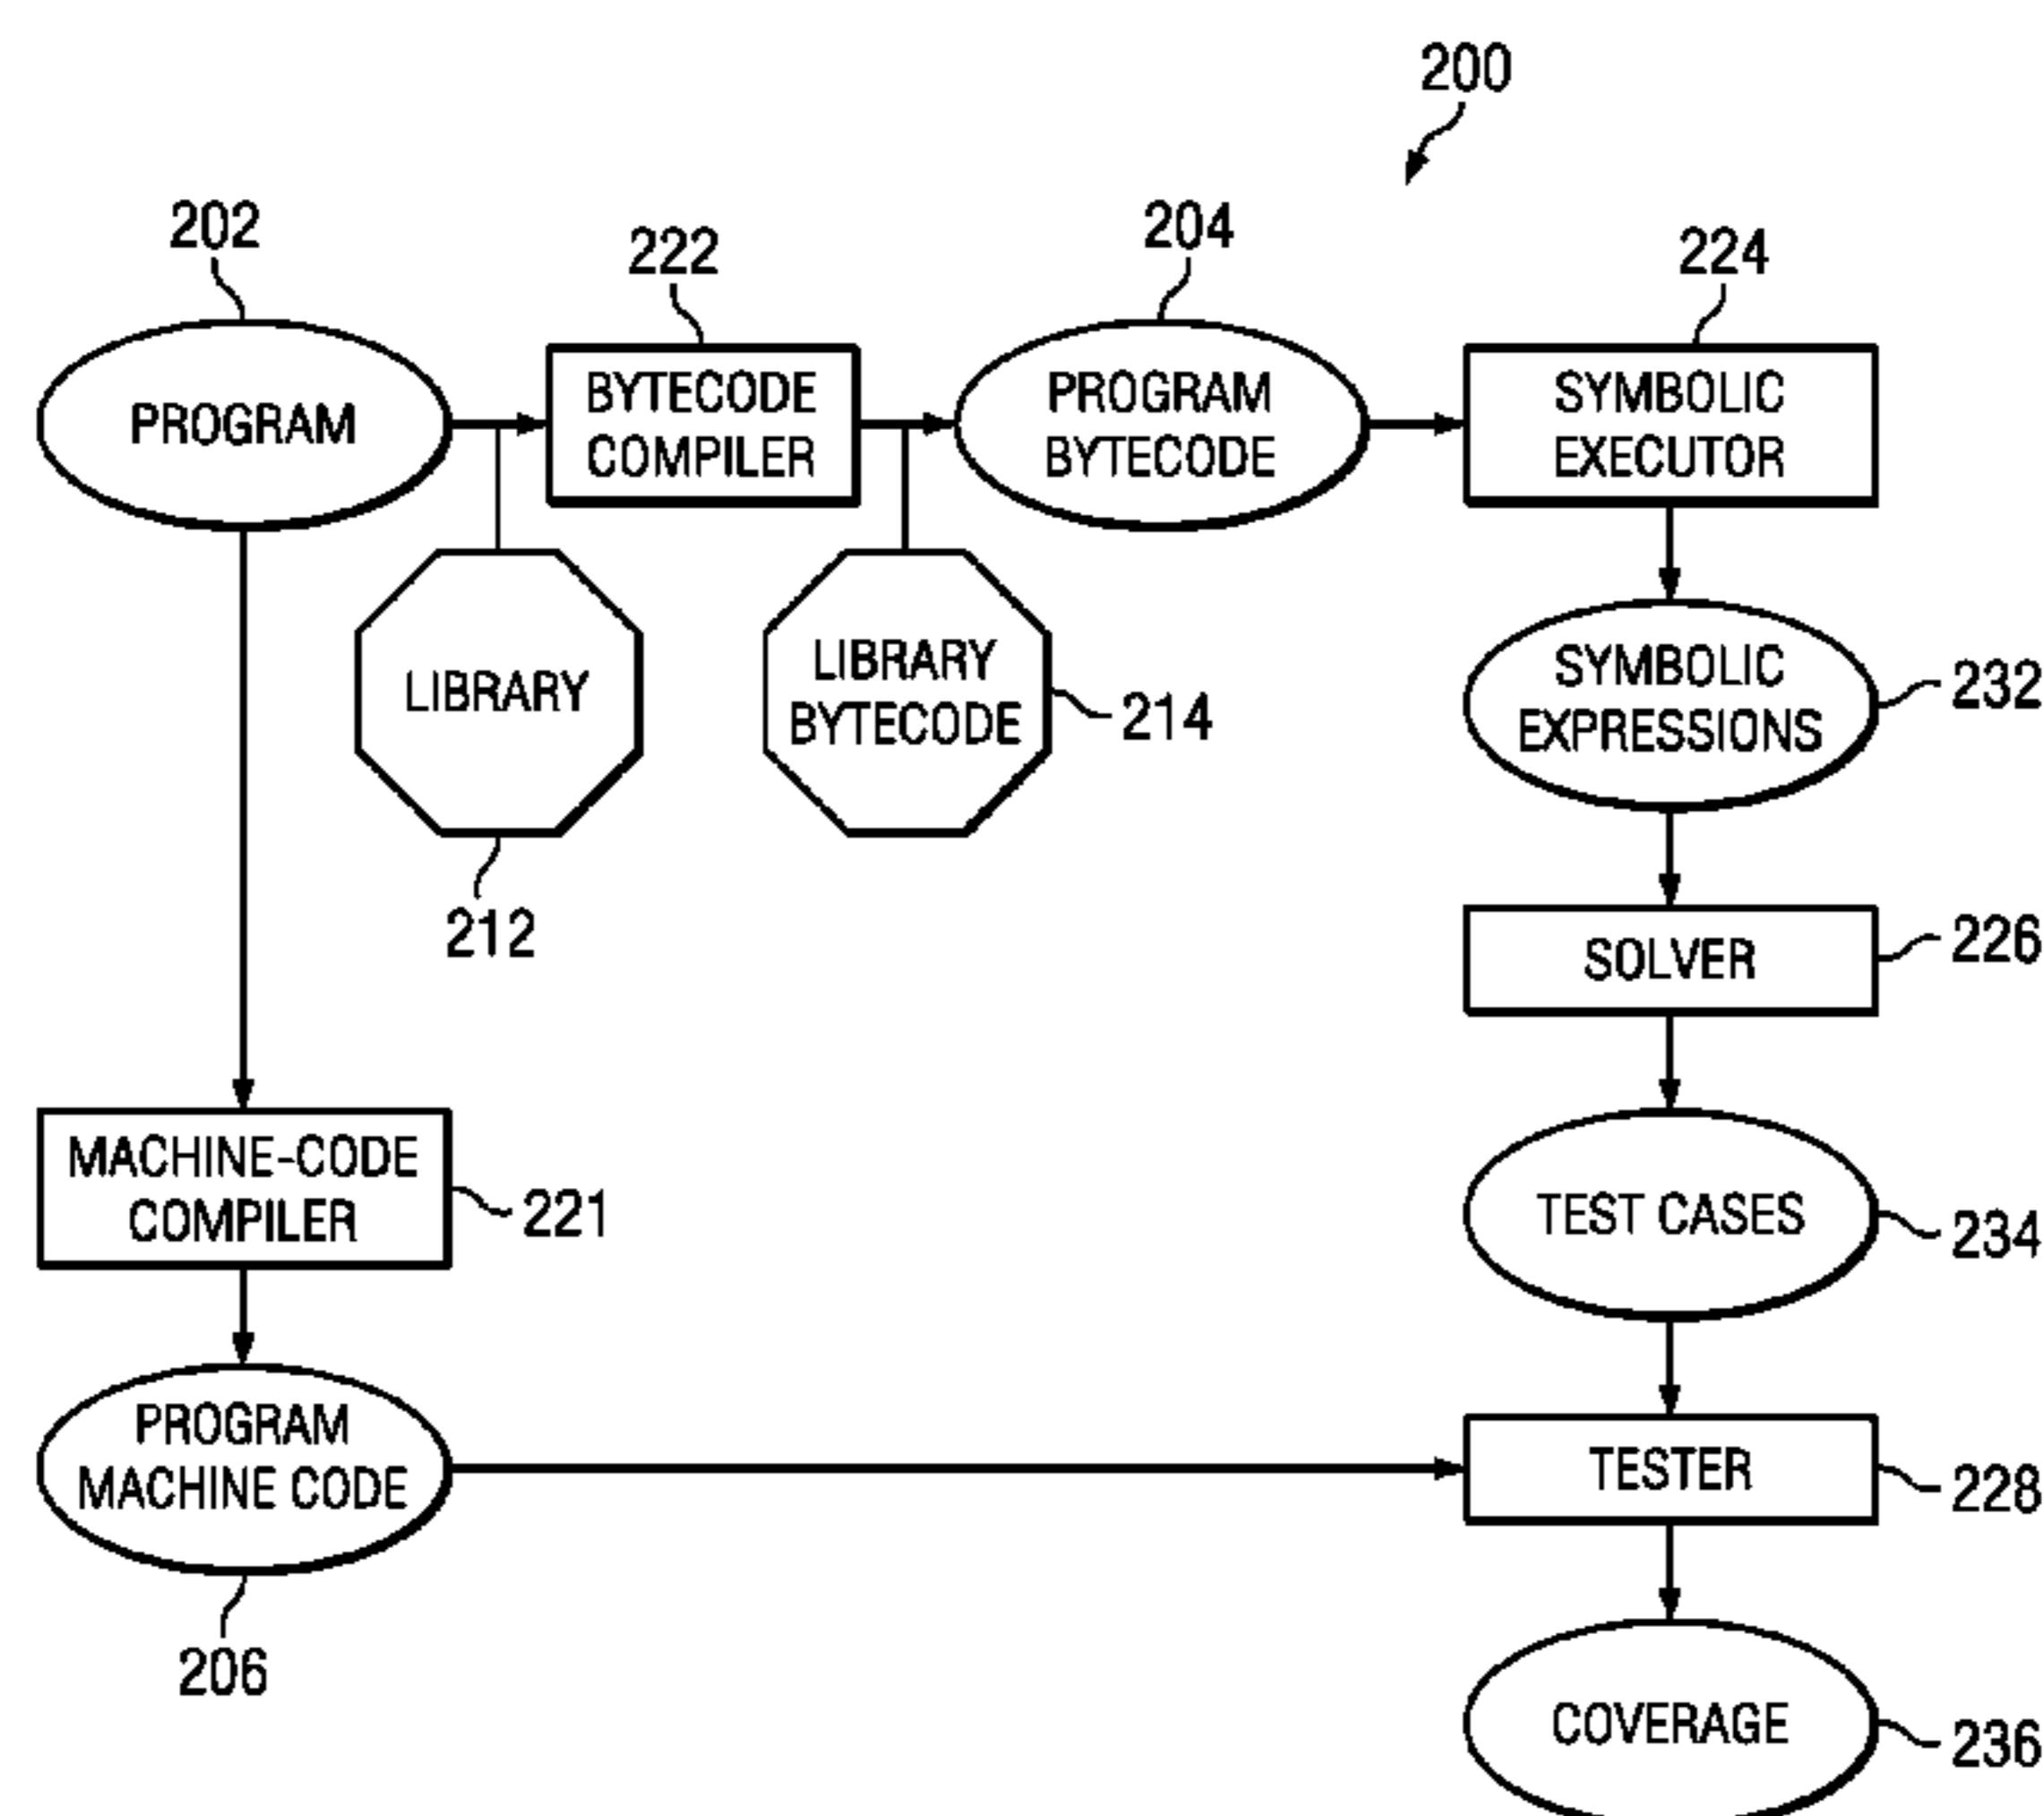 200
202
222
204
224
PROGRAM
BYTECODE
COMPILER
PROGRAM
BYTECODE
SYMBOLIC
EXECUTOR
LIBRARY
212
LIBRARY
BYTECODE
214
SYMBOLIC
EXPRESSIONS
232
SOLVER
226
MACHINE-CODE
COMPILER
221
TEST CASES
234
PROGRAM
MACHINE CODE
206
TESTER
228
COVERAGE
236